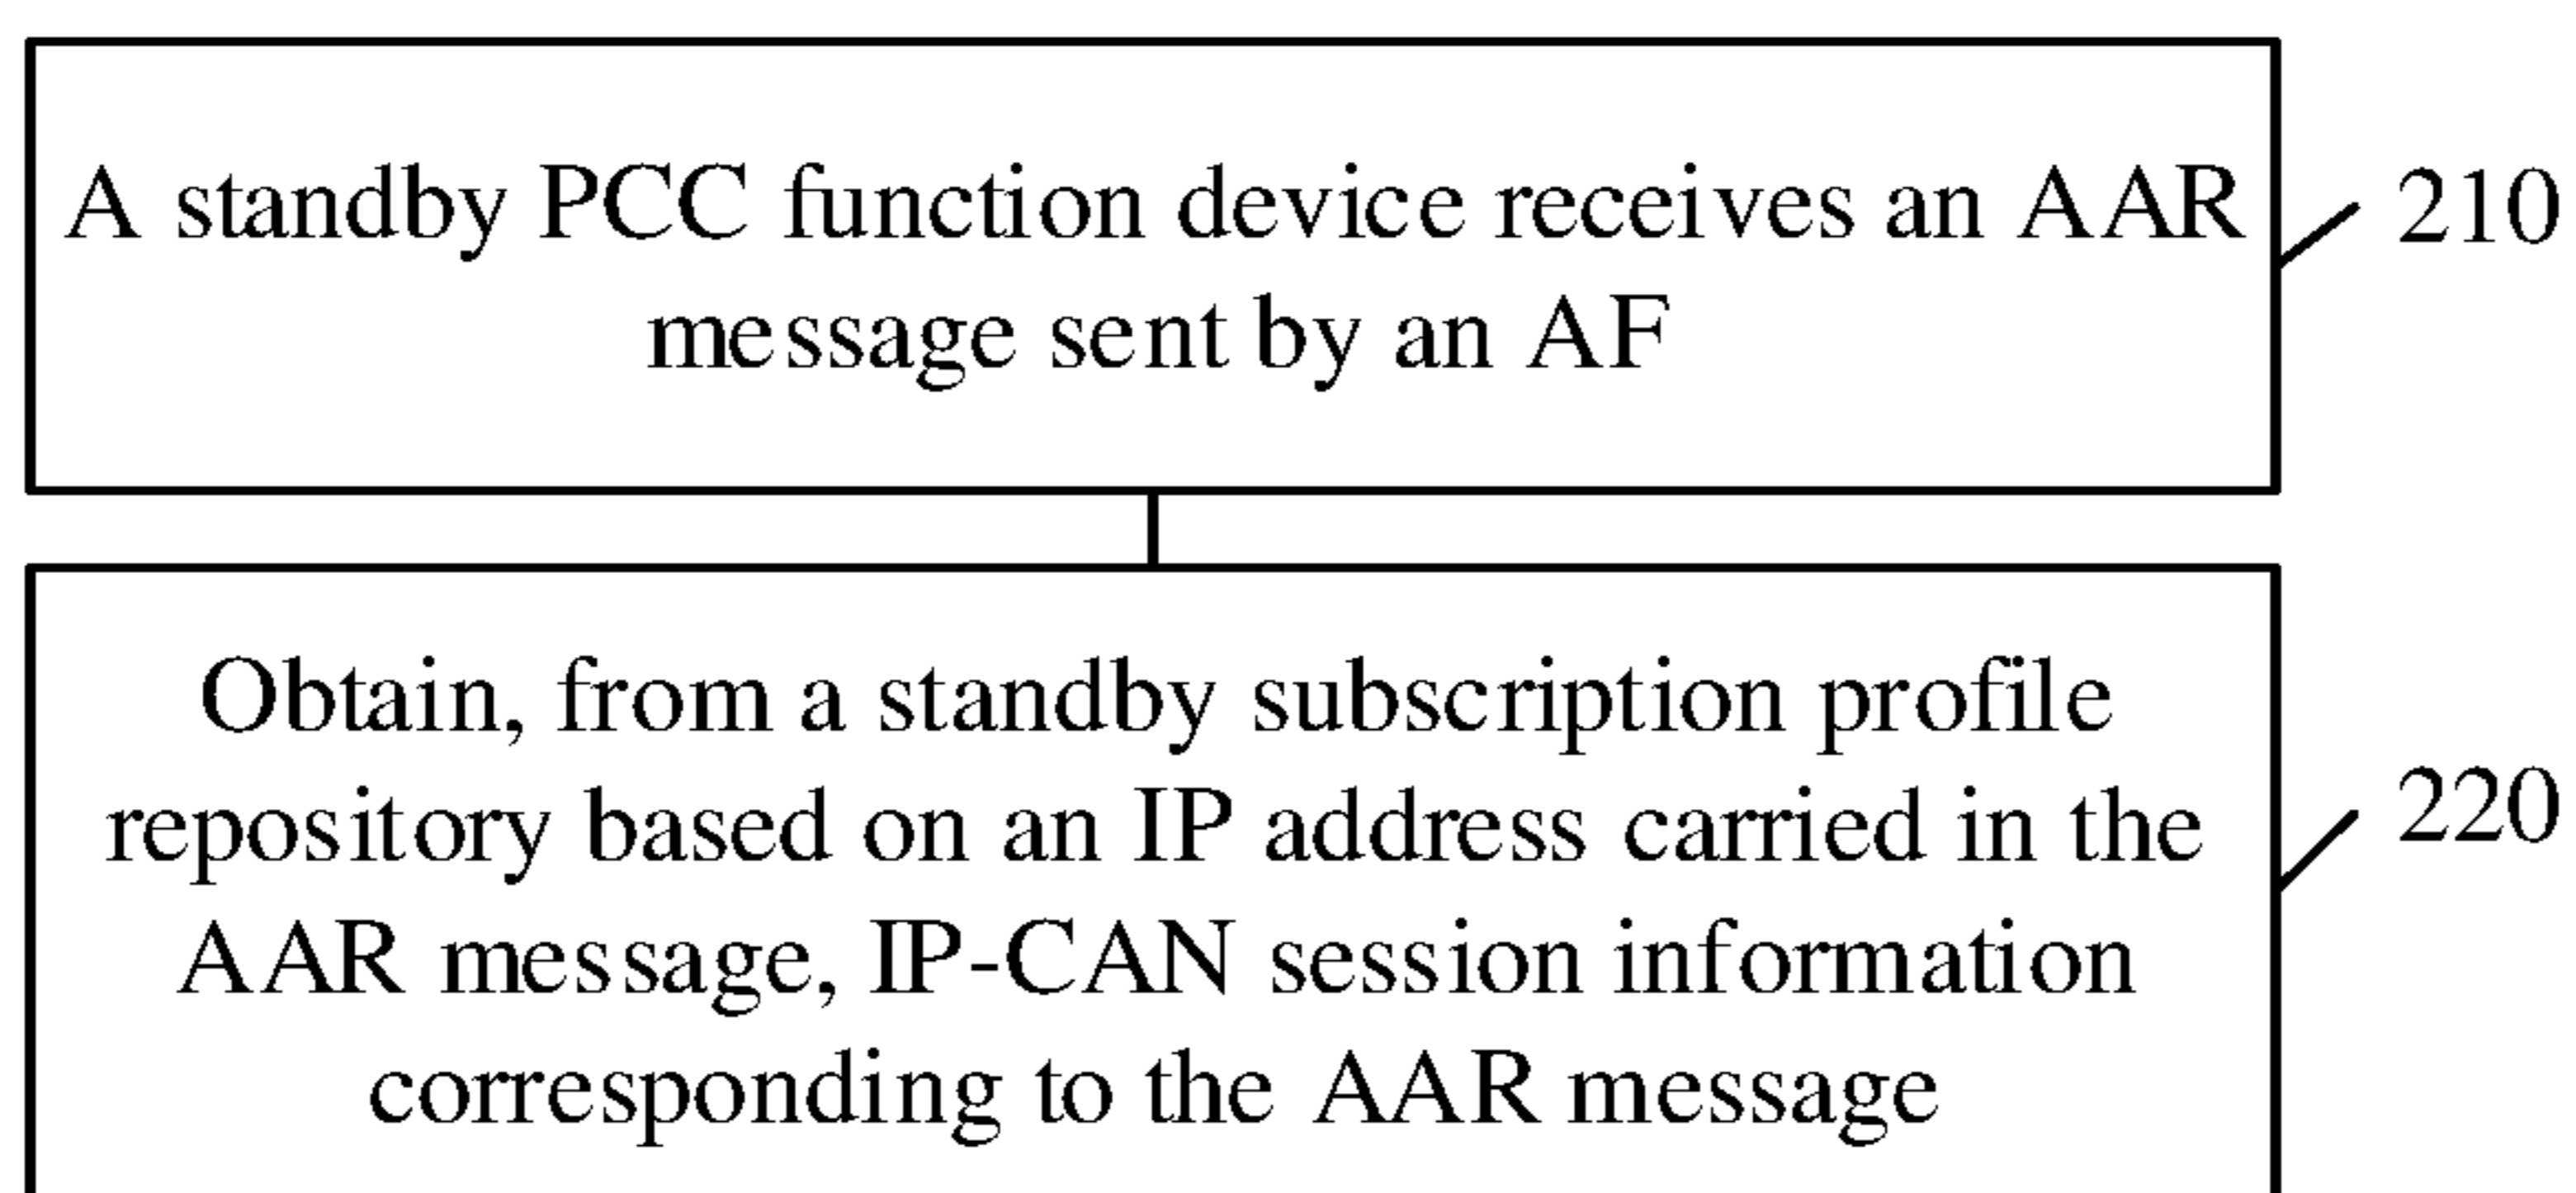 A standby PCC function device receives an AAR
message sent by an AF
210
Obtain, from a standby subscription profile
repository based on an IP address carried in the
AAR message, IP-CAN session information
corresponding to the AAR message
220